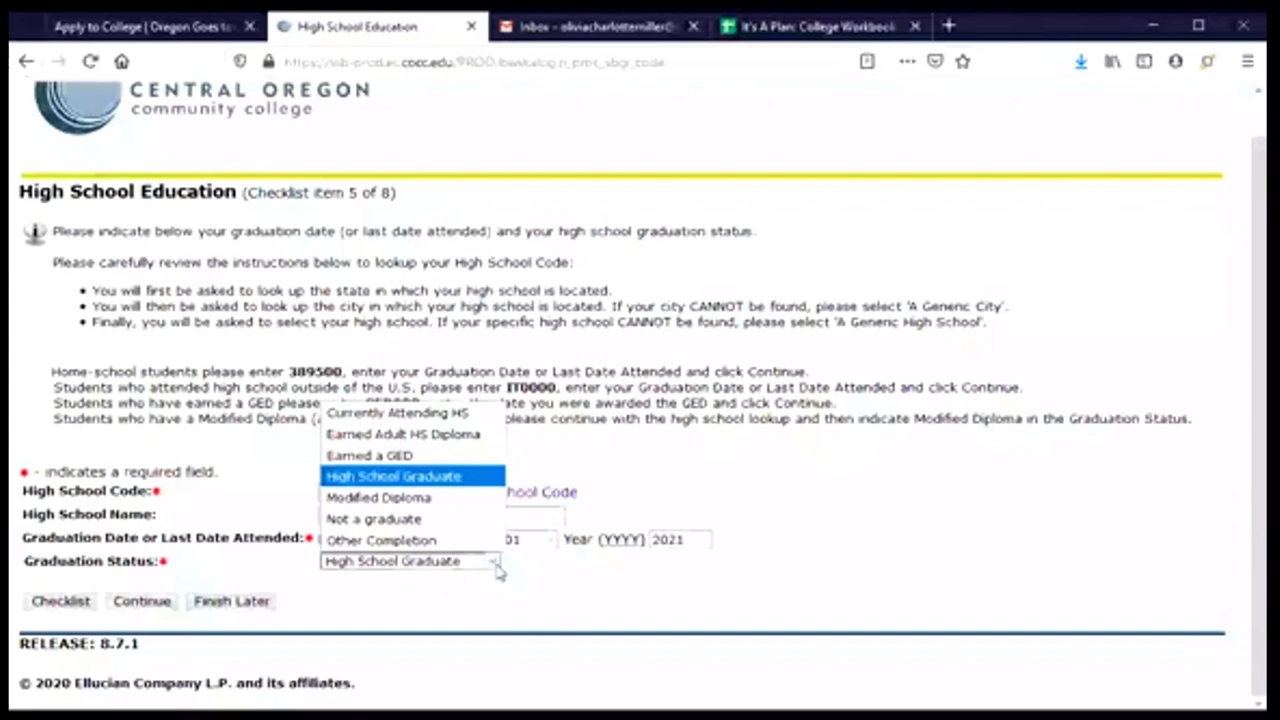 Apply to College | Oregon Goes to
High School Education
Inbox - oliviacharlottemiller@
It's A Plan: College Workbook
CENTRAL OREGON
community college
High School Education (Checklist item 5 of 8)
Please indicate below your graduation date (or last date attended) and your high school graduation status.
Please carefully review the instructions below to lookup your High School Code:
• You will first be asked to look up the state in which your high school is located.
• You will then be asked to look up the city in which your high school is located. If your city CANNOT be found, please select 'A Generic City'.
• Finally, you will be asked to select your high school. If your specific high school CANNOT be found, please select 'A Generic High School'.
Home-school students please enter 389500, enter your Graduation Date or Last Date Attended and click Continue.
Students who attended high school outside of the U.S. please enter IT0000, enter your Graduation Date or Last Date Attended and click Continue.
Students who have earned a GED please date you were awarded the GED and click Continue.
Students who have a Modified Diploma ( please continue with the high school lookup and then indicate Modified Diploma in the Graduation Status.
Currently Attending HS
Earned Adult HS Diploma
Earned a GED
High School Graduate
Modified Diploma
Not a graduate
Other Completion
* - indicates a required field.
High School Code:* hool Code
High School Name:
Graduation Date or Last Date Attended:* 01 Year (YYYY) 2021
Graduation Status:* High School Graduate
Checklist Continue Finish Later
RELEASE: 8.7.1
© 2020 Ellucian Company L.P. and its affiliates.